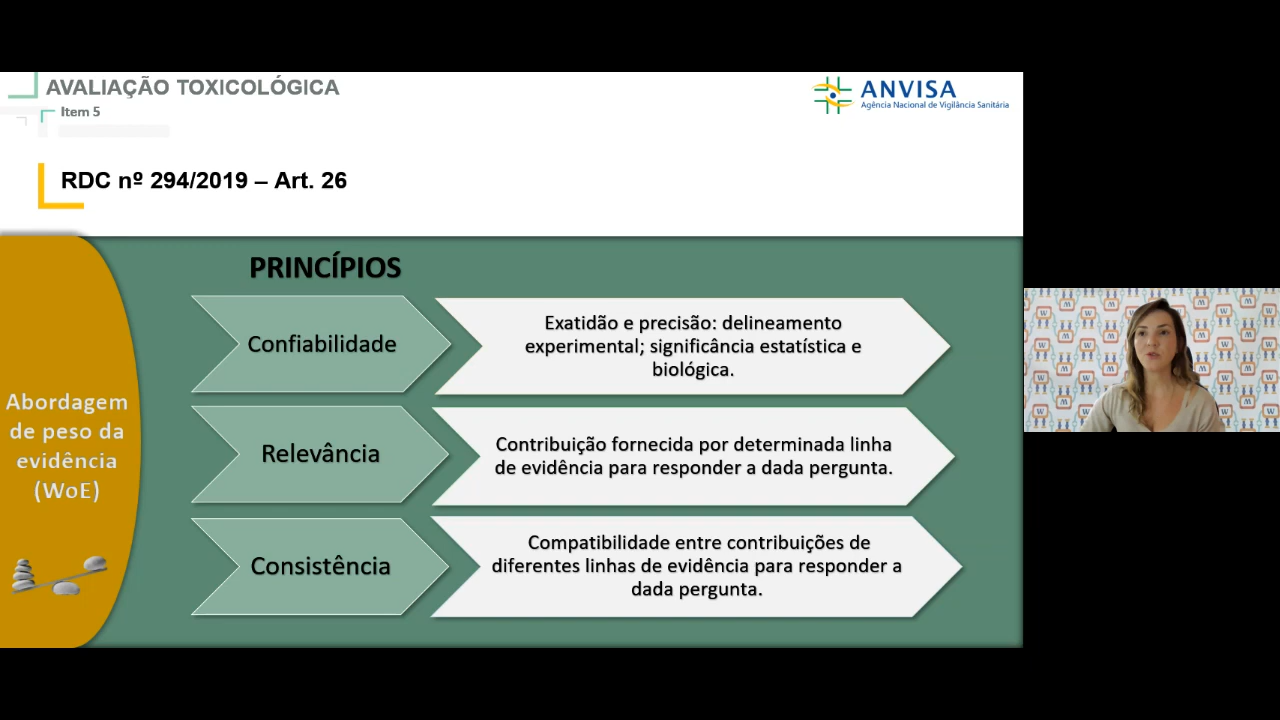 AVALIAÇÃO TOXICOLÓGICA
Item 5
ANVISA
Agência Nacional de Vigilância Sanitária
RDC nº 294/2019 – Art. 26
PRINCÍPIOS
Abordagem
de peso da
evidência
(WoE)
Confiabilidade
Exatidão e precisão: delineamento
experimental; significância estatística e
biológica.
Relevância
Contribuição fornecida por determinada linha
de evidência para responder a dada pergunta.
Consistência
Compatibilidade entre contribuições de
diferentes linhas de evidência para responder a
dada pergunta.